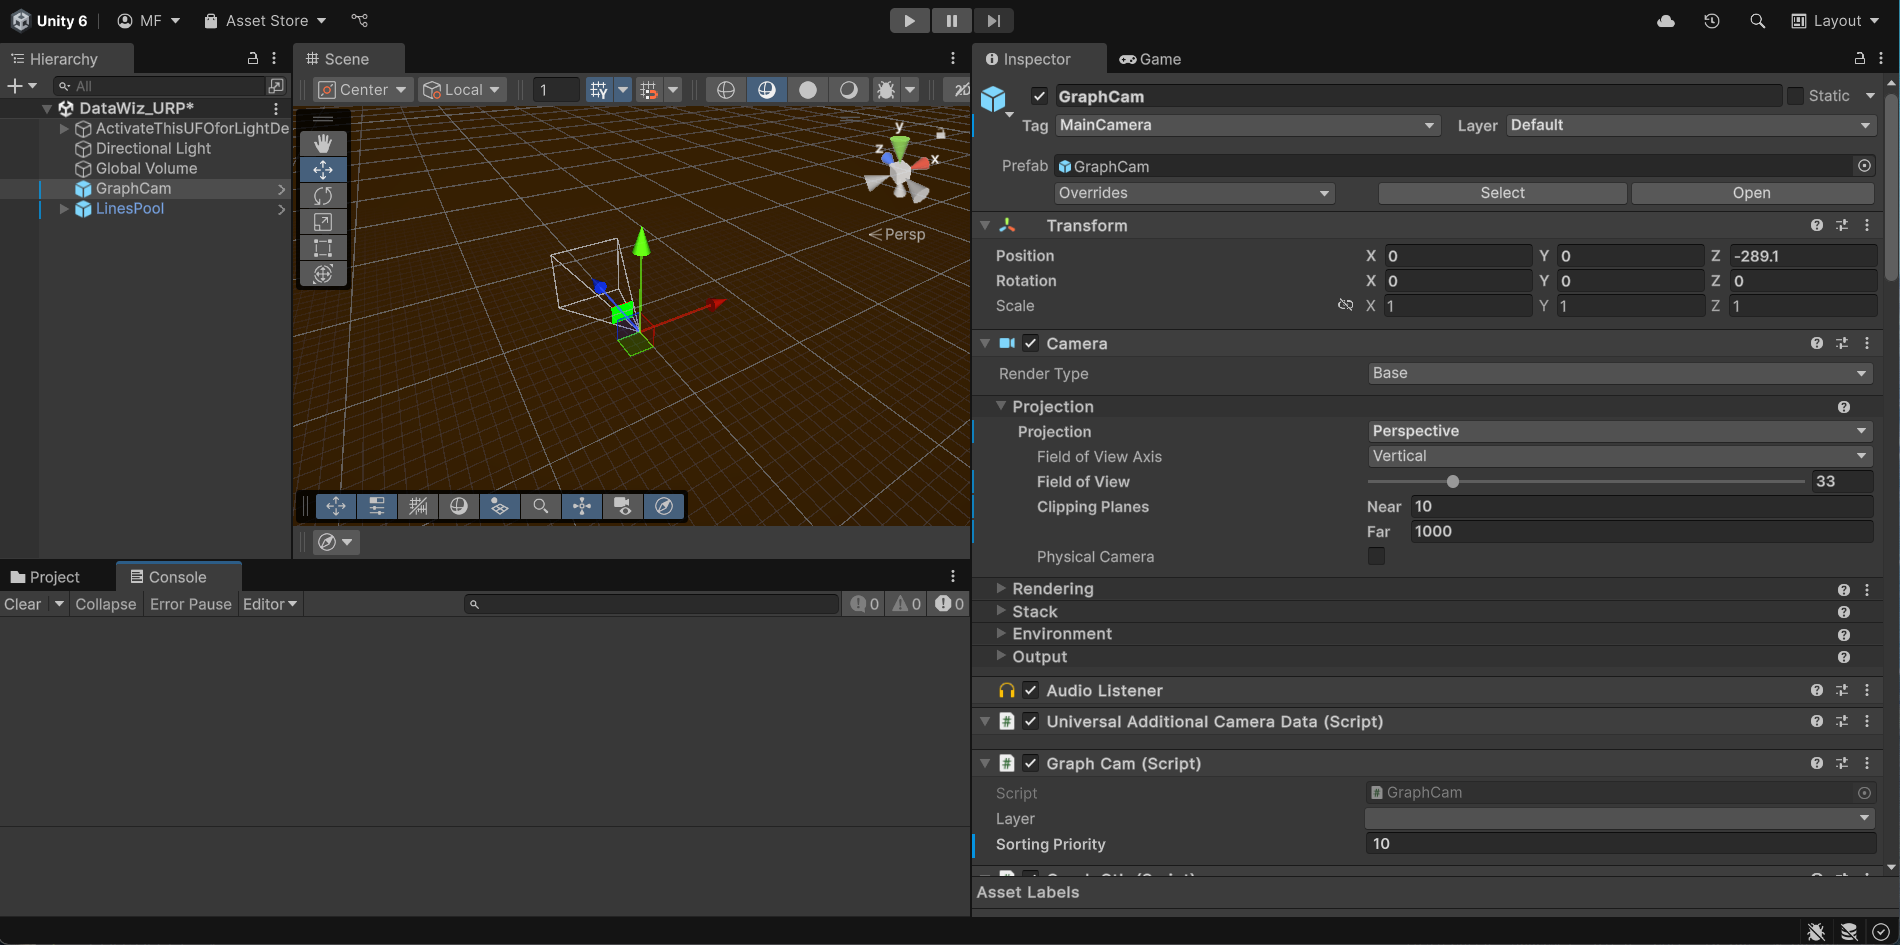 Unity 6
MF
Asset Store
Layout
Hierarchy
Scene
Inspector
Game
All
Center
Local
1
2D
DataWiz_URP*
ActivateThisUFOforLightDe
Directional Light
Global Volume
GraphCam
LinesPool
y
z
x
Persp
GraphCam
Static
Tag
MainCamera
Layer
Default
Prefab
GraphCam
Overrides
Select
Open
Transform
Position X 0 Y 0 Z -289.1
Rotation X 0 Y 0 Z 0
Scale X 1 Y 1 Z 1
Camera
Render Type Base
Projection
Projection Perspective
Field of View Axis Vertical
Field of View 33
Clipping Planes Near 10
Far 1000
Physical Camera
Rendering
Stack
Environment
Output
Audio Listener
Universal Additional Camera Data (Script)
Graph Cam (Script)
Script GraphCam
Layer
Sorting Priority 10
Asset Labels
Project
Console
Clear
Collapse
Error Pause
Editor
0
0
0